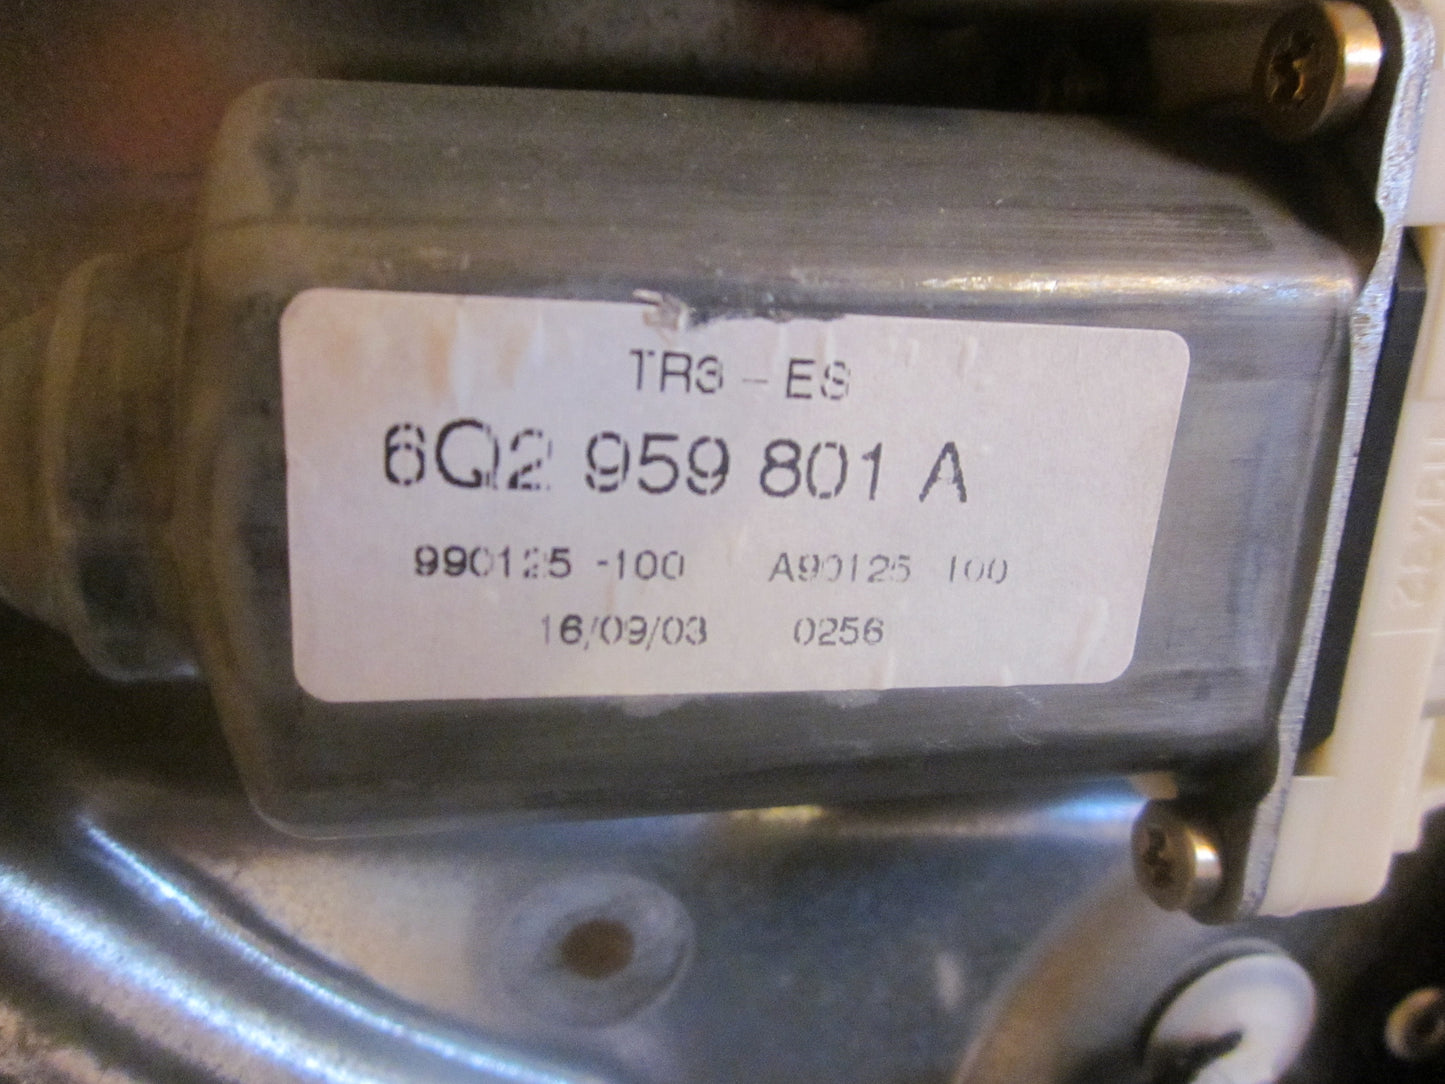 TR3 - ES
6Q2 959 801 A
990125 -100 A90125 100
16/09/03 0256